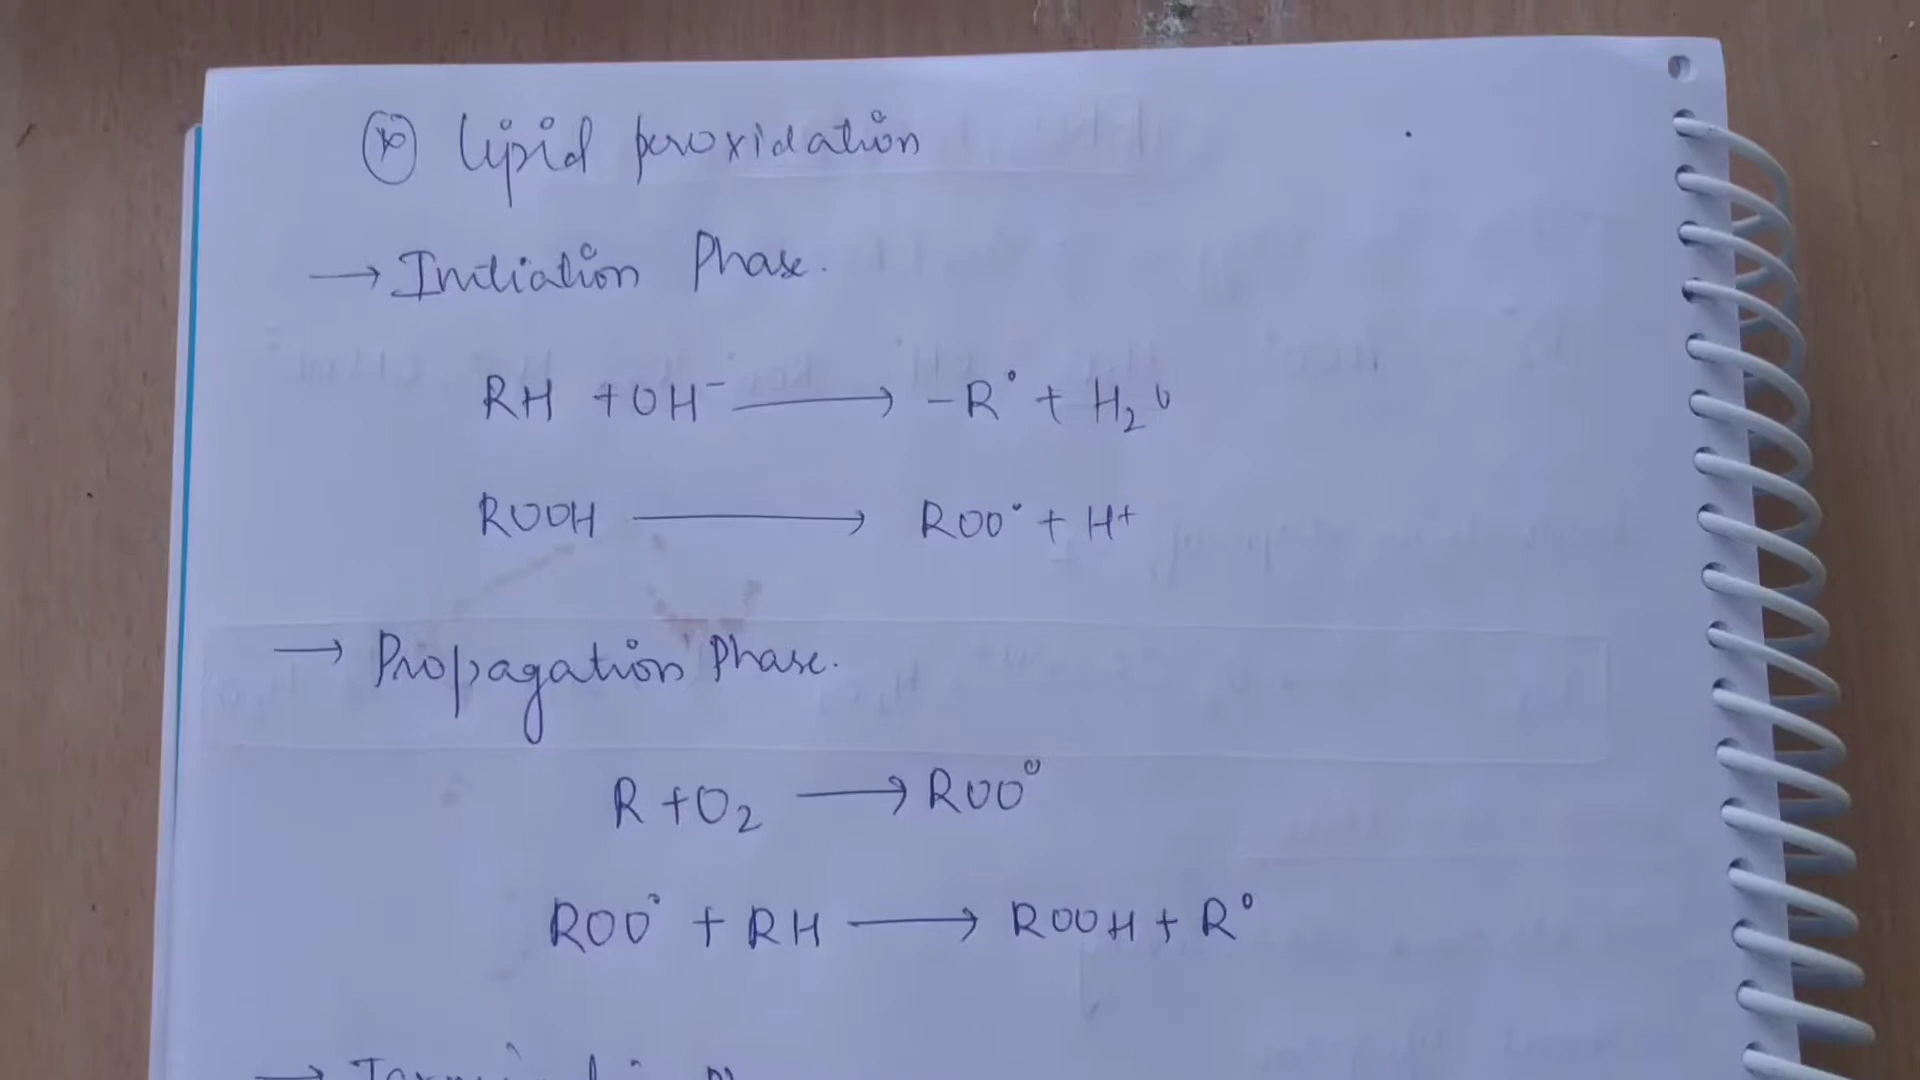 * Lipid peroxidation
→ Initiation Phase.
RH + OH⁻ → –R° + H₂O
ROOH → ROO° + H+
→ Propagation Phase.
R + O₂ → ROO°
ROO° + RH → ROOH + R°